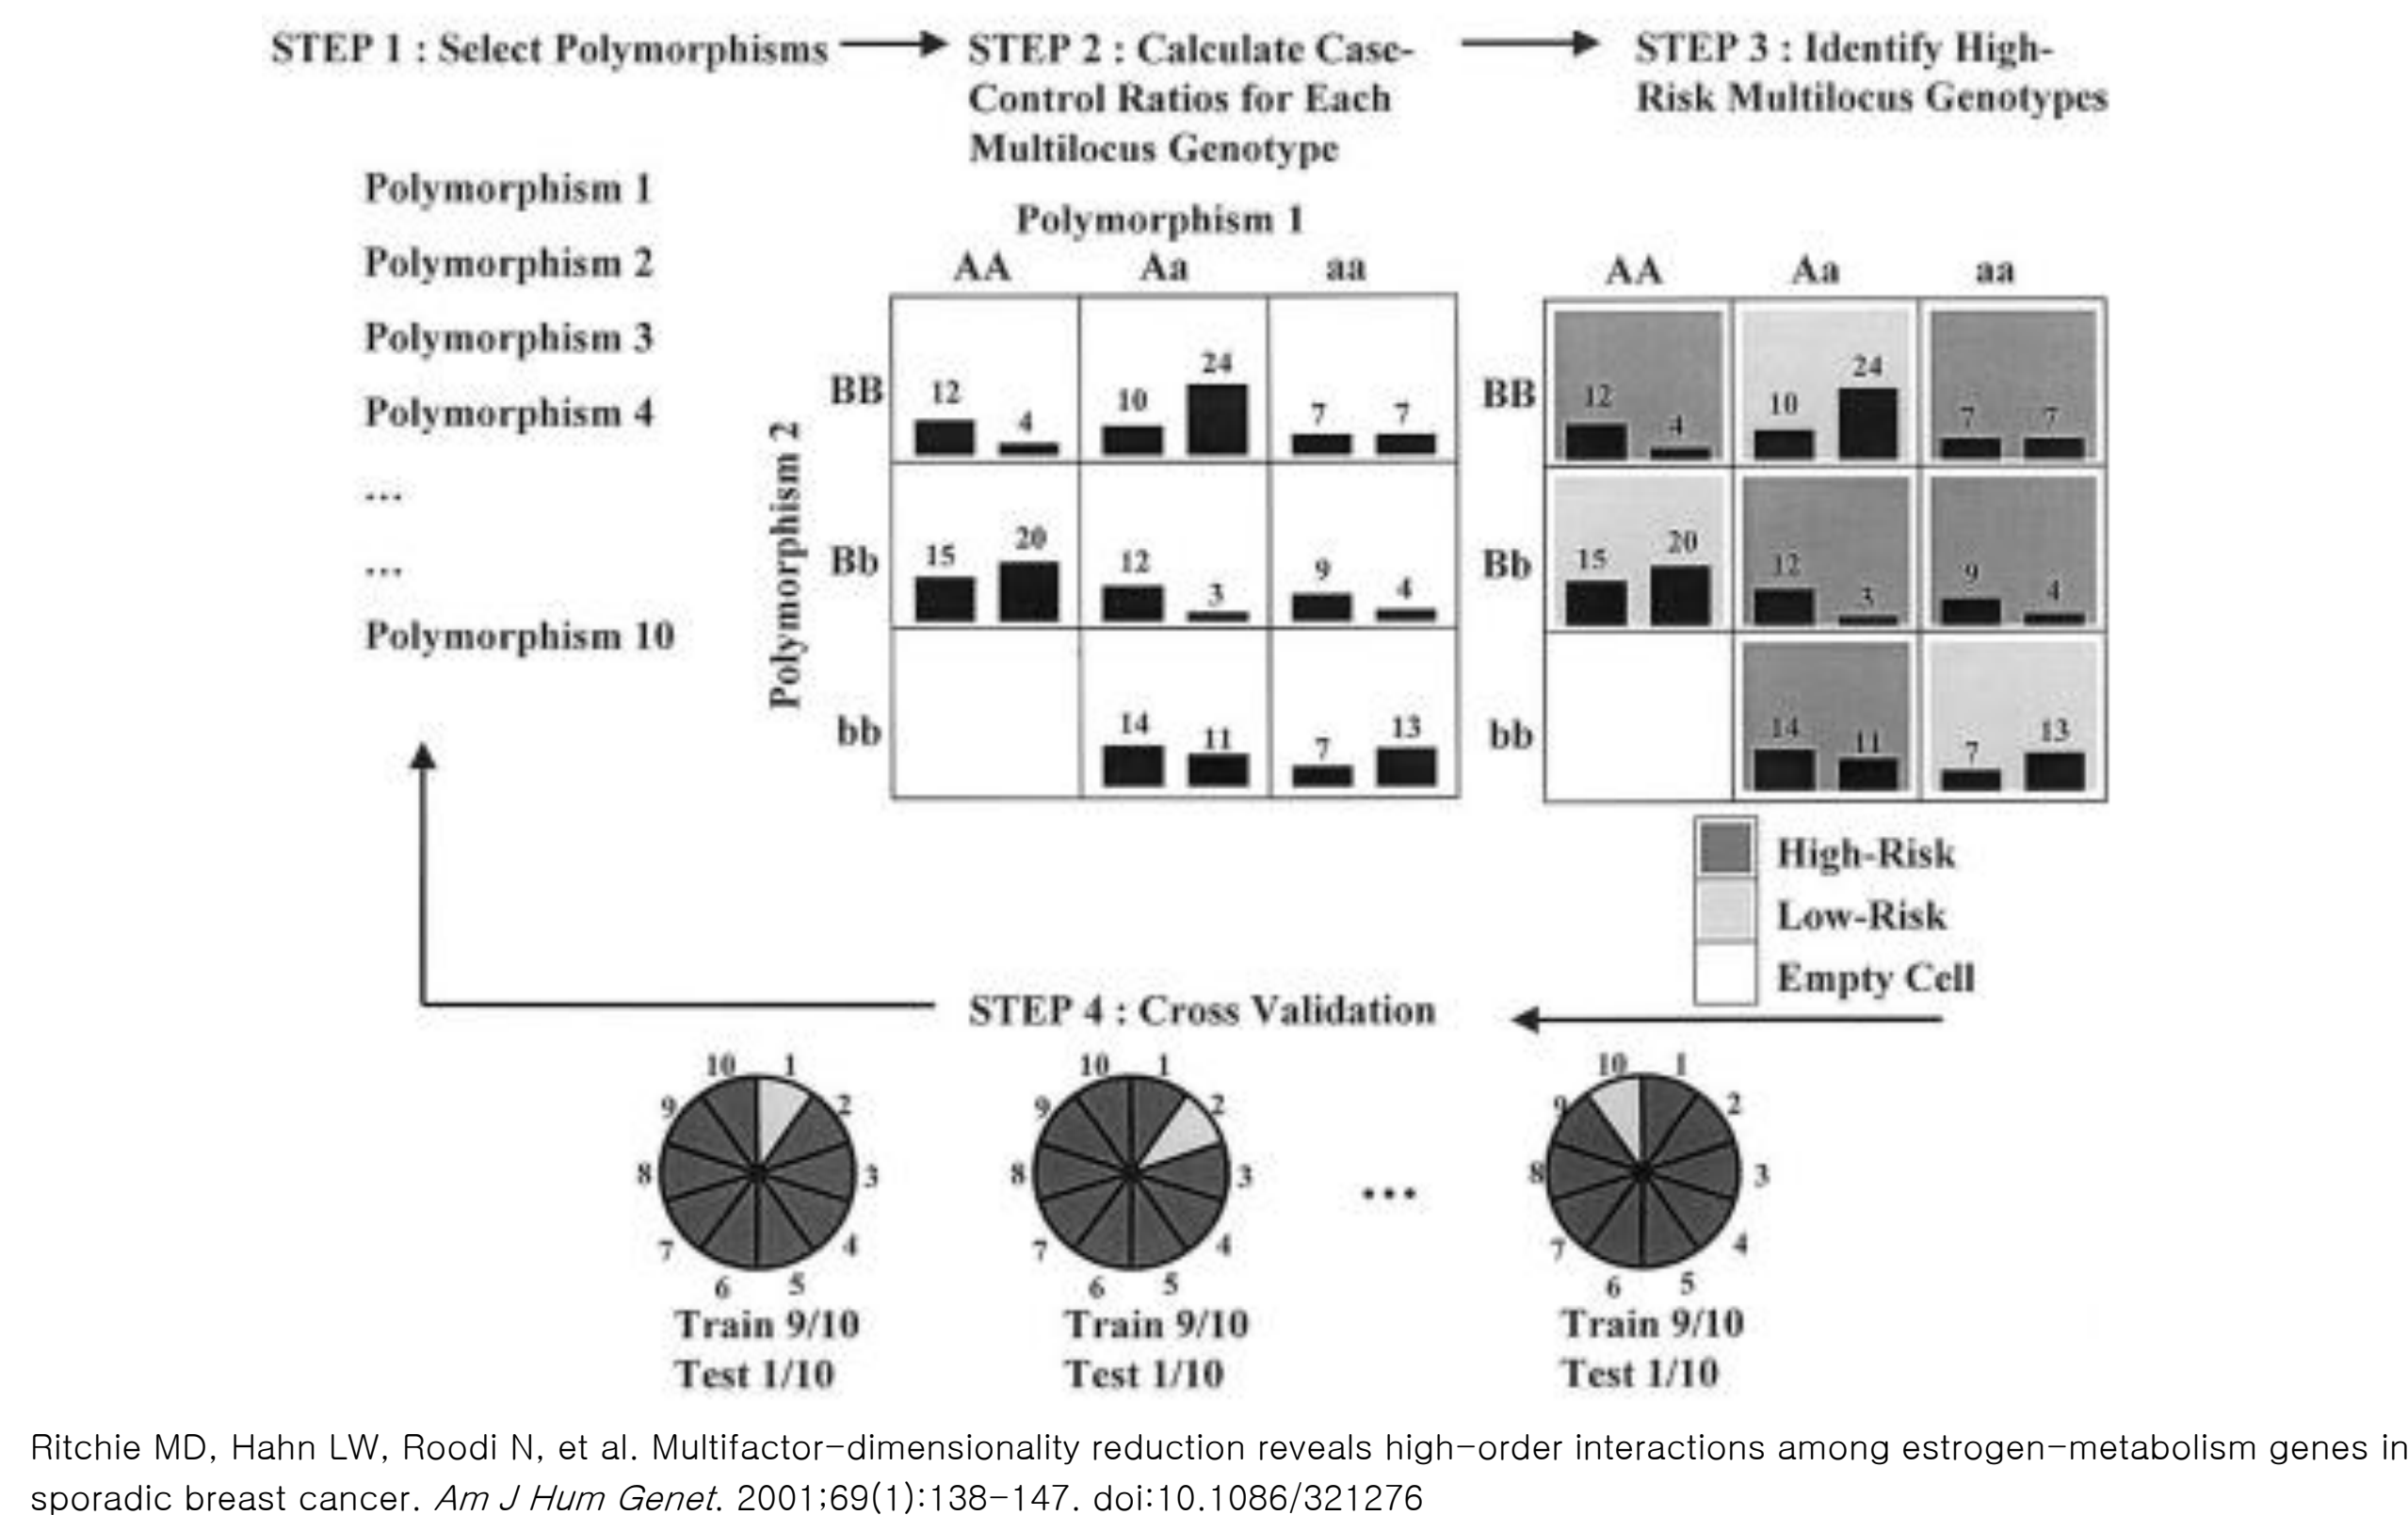 STEP 1 : Select Polymorphisms
STEP 2 : Calculate Case-
Control Ratios for Each
Multilocus Genotype
STEP 3 : Identify High-
Risk Multilocus Genotypes
Polymorphism 1
Polymorphism 2
Polymorphism 3
Polymorphism 4
...
...
Polymorphism 10
Polymorphism 1
AA Aa aa
Polymorphism 2
BB 12 4 10 24 7 7
Bb 15 20 12 3 9 4
bb 14 11 7 13
AA Aa aa
BB 12 4 10 24 7 7
Bb 15 20 12 3 9 4
bb 14 11 7 13
High-Risk
Low-Risk
Empty Cell
STEP 4 : Cross Validation
10 1
9 2
8 3
7 4
6 5
Train 9/10
Test 1/10
10 1
9 2
8 3
7 4
6 5
Train 9/10
Test 1/10
...
10 1
9 2
8 3
7 4
6 5
Train 9/10
Test 1/10
Ritchie MD, Hahn LW, Roodi N, et al. Multifactor-dimensionality reduction reveals high-order interactions among estrogen-metabolism genes in
sporadic breast cancer. Am J Hum Genet. 2001;69(1):138-147. doi:10.1086/321276